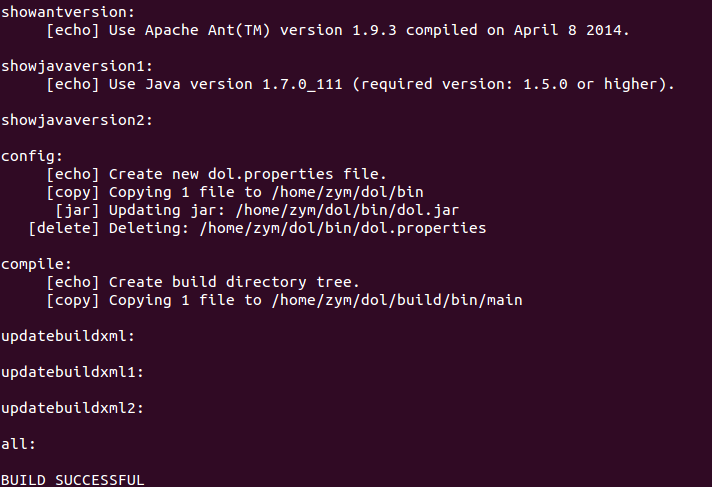 showantversion:
[echo] Use Apache Ant(TM) version 1.9.3 compiled on April 8 2014.
showjavaversion1:
[echo] Use Java version 1.7.0_111 (required version: 1.5.0 or higher).
showjavaversion2:
config:
[echo] Create new dol.properties file.
[copy] Copying 1 file to /home/zym/dol/bin
[jar] Updating jar: /home/zym/dol/bin/dol.jar
[delete] Deleting: /home/zym/dol/bin/dol.properties
compile:
[echo] Create build directory tree.
[copy] Copying 1 file to /home/zym/dol/build/bin/main
updatebuildxml:
updatebuildxml1:
updatebuildxml2:
all:
BUILD SUCCESSFUL